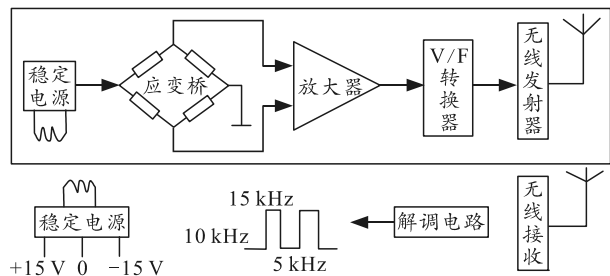 稳定
电源
应变桥
放大器
V/F
转换器
无线发射器
稳定电源
+15 V 0 −15 V
15 kHz
10 kHz
5 kHz
解调电路
无线接收